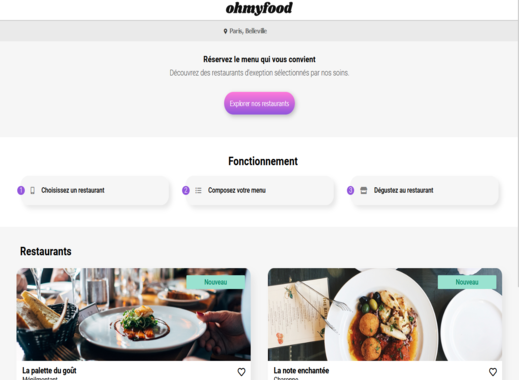 ohmyfood
Paris, Belleville
Réservez le menu qui vous convient
Découvrez des restaurants d'exeption sélectionnés par nos soins.
Explorer nos restaurants
Fonctionnement
1 Choisissez un restaurant
2 Composez votre menu
3 Dégustez au restaurant
Restaurants
Nouveau
Nouveau
La palette du goût
La note enchantée
Ménilmontant
Charonne